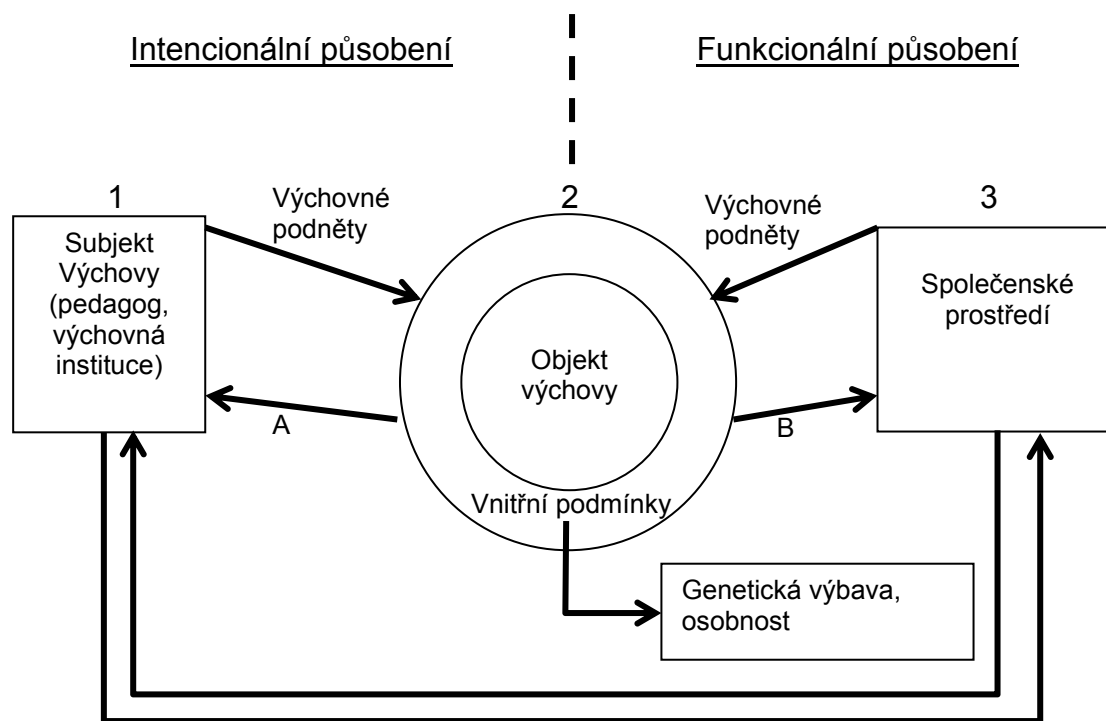 Intencionální působení
Funkcionální působení
1
Výchovné
podněty
2
Výchovné
podněty
3
Subjekt
Výchovy
(pedagog,
výchovná
instituce)
Společenské
prostředí
Objekt
výchovy
A
B
Vnitřní podmínky
Genetická výbava,
osobnost